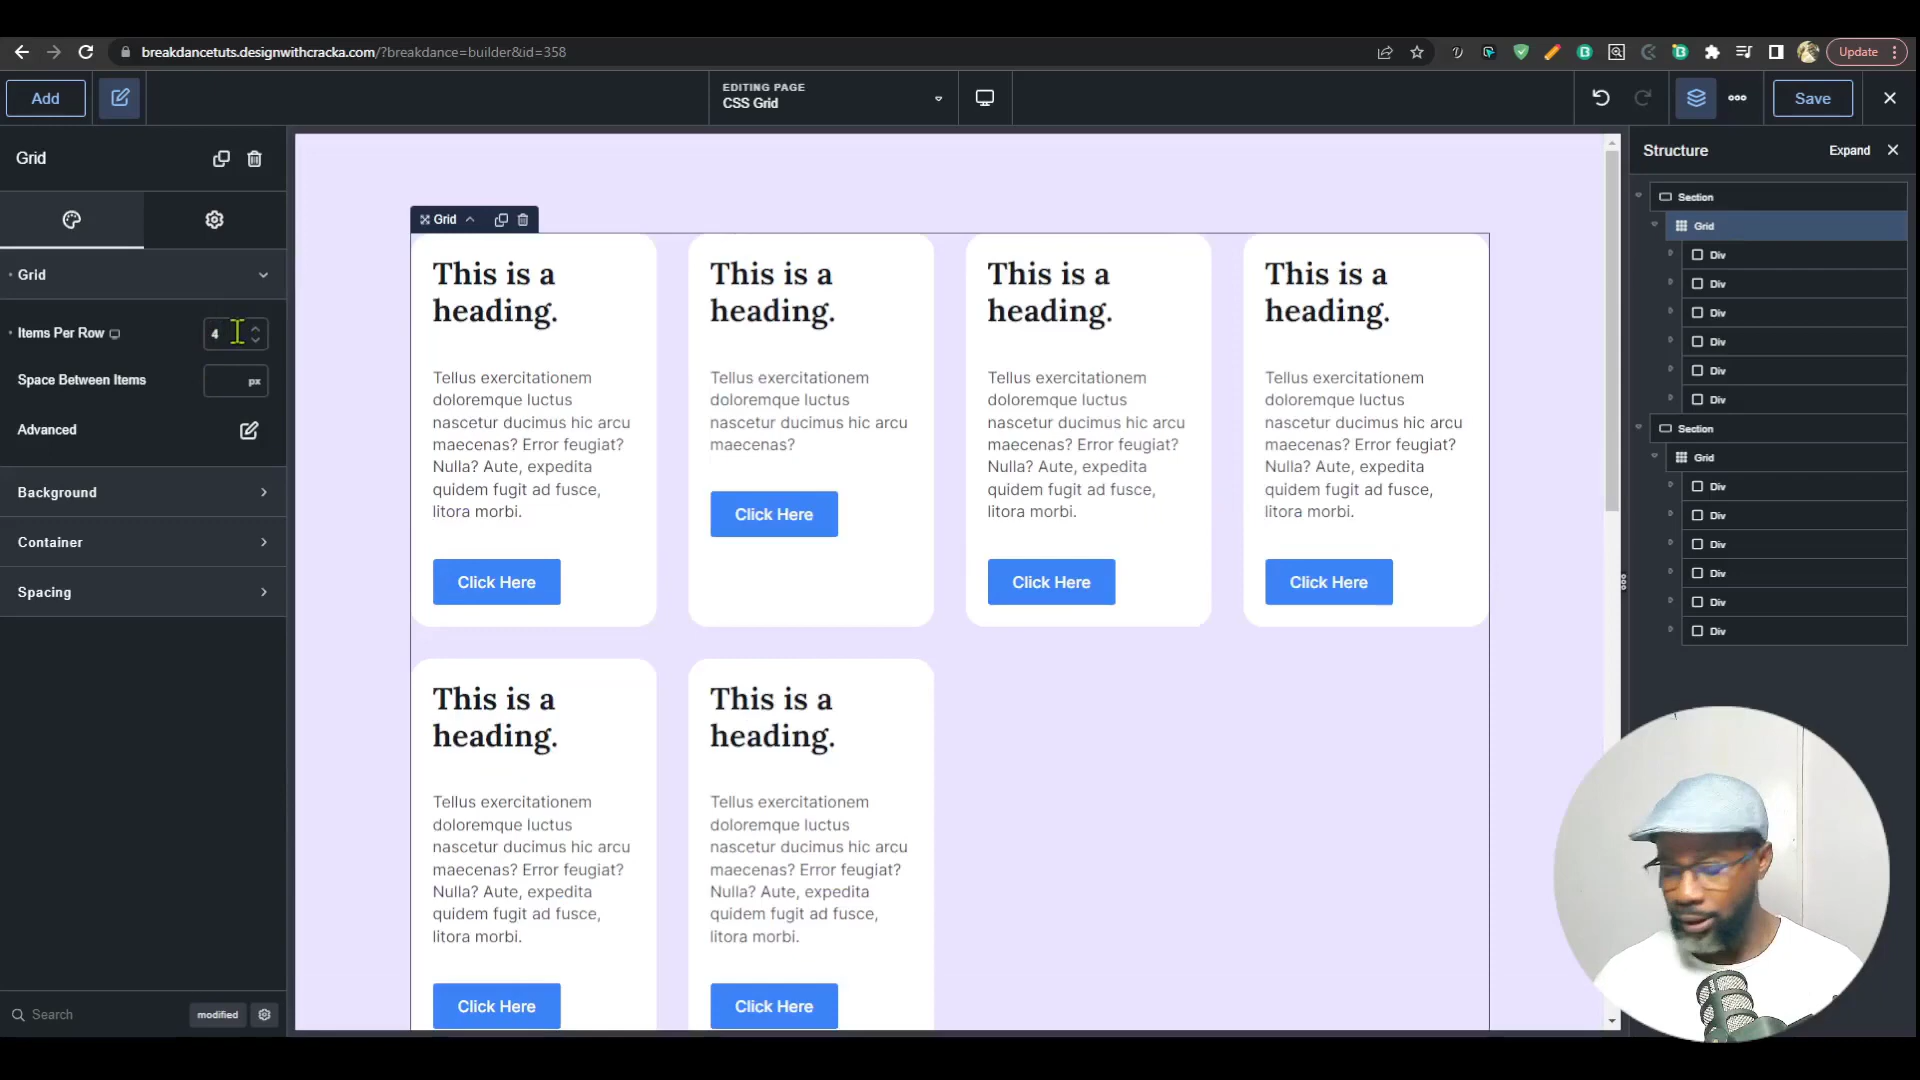 breakdancetuts.designwithcracka.com/?breakdance=builder&id=358
Update
Add
EDITING PAGE
CSS Grid
Save
Grid
Grid
Items Per Row
4
Space Between Items
px
Advanced
Background
Container
Spacing
Search
modified
Grid
This is a
heading.
Tellus exercitationem
doloremque luctus
nascetur ducimus hic arcu
maecenas? Error feugiat?
Nulla? Aute, expedita
quidem fugit ad fusce,
litora morbi.
Click Here
This is a
heading.
Tellus exercitationem
doloremque luctus
nascetur ducimus hic arcu
maecenas?
Click Here
This is a
heading.
Tellus exercitationem
doloremque luctus
nascetur ducimus hic arcu
maecenas? Error feugiat?
Nulla? Aute, expedita
quidem fugit ad fusce,
litora morbi.
Click Here
This is a
heading.
Tellus exercitationem
doloremque luctus
nascetur ducimus hic arcu
maecenas? Error feugiat?
Nulla? Aute, expedita
quidem fugit ad fusce,
litora morbi.
Click Here
This is a
heading.
Tellus exercitationem
doloremque luctus
nascetur ducimus hic arcu
maecenas? Error feugiat?
Nulla? Aute, expedita
quidem fugit ad fusce,
litora morbi.
Click Here
This is a
heading.
Tellus exercitationem
doloremque luctus
nascetur ducimus hic arcu
maecenas? Error feugiat?
Nulla? Aute, expedita
quidem fugit ad fusce,
litora morbi.
Click Here
Structure
Expand
Section
Grid
Div
Div
Div
Div
Div
Div
Section
Grid
Div
Div
Div
Div
Div
Div